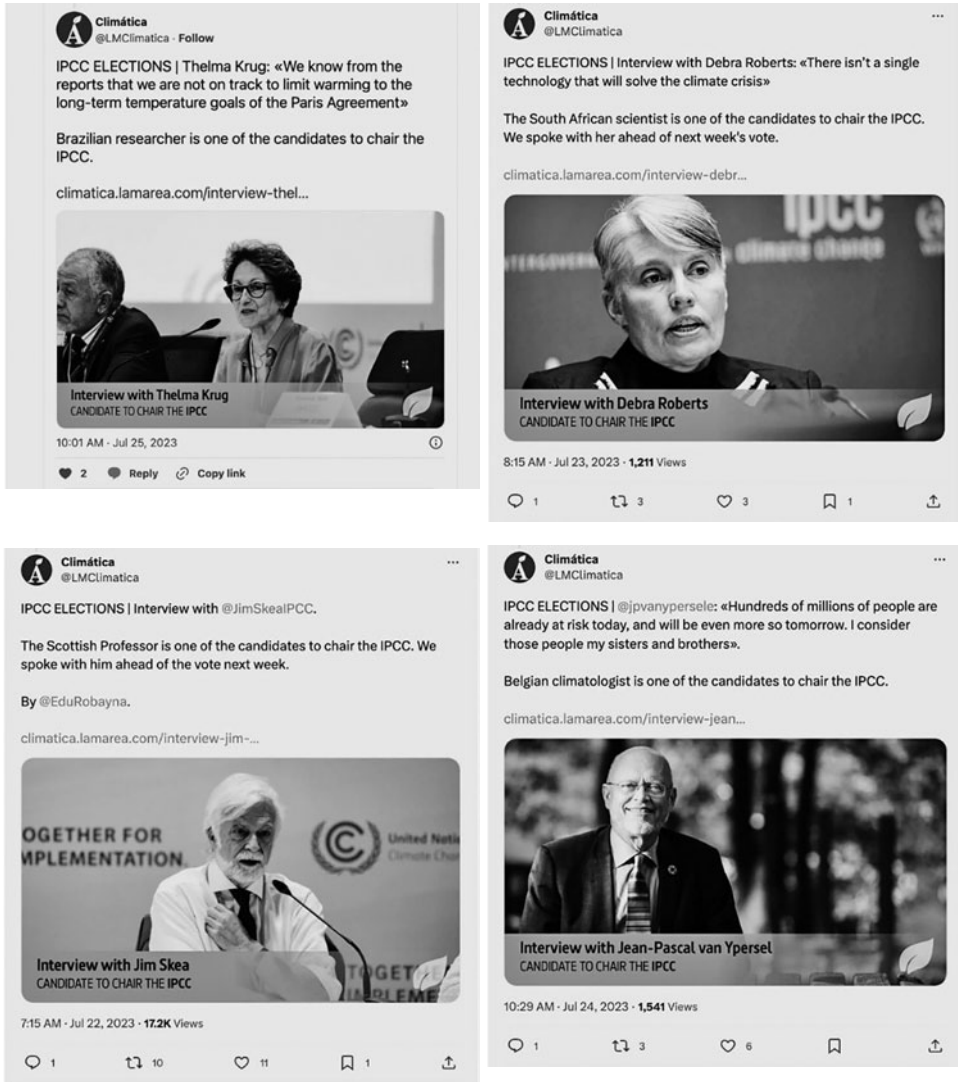 Climática
@LMClimatica · Follow
IPCC ELECTIONS | Thelma Krug: «We know from the
reports that we are not on track to limit warming to the
long-term temperature goals of the Paris Agreement»
Brazilian researcher is one of the candidates to chair the
IPCC.
climatica.lamarea.com/interview-thel...
Interview with Thelma Krug
CANDIDATE TO CHAIR THE IPCC
10:01 AM · Jul 25, 2023
2 Reply Copy link
Climática
@LMClimatica
IPCC ELECTIONS | Interview with Debra Roberts: «There isn't a single
technology that will solve the climate crisis»
The South African scientist is one of the candidates to chair the IPCC.
We spoke with her ahead of next week's vote.
climatica.lamarea.com/interview-debr...
ipcc
climate change
Interview with Debra Roberts
CANDIDATE TO CHAIR THE IPCC
8:15 AM · Jul 23, 2023 · 1,211 Views
1 3 3 1
Climática
@LMClimatica
IPCC ELECTIONS | Interview with @JimSkeaIPCC.
The Scottish Professor is one of the candidates to chair the IPCC. We
spoke with him ahead of the vote next week.
By @EduRobayna.
climatica.lamarea.com/interview-jim-...
OGETHER FOR
MPLEMENTATION.
United Natio
Climate Chan
TOGET
IMPLEME
Interview with Jim Skea
CANDIDATE TO CHAIR THE IPCC
7:15 AM · Jul 22, 2023 · 17.2K Views
1 10 11 1
Climática
@LMClimatica
IPCC ELECTIONS | @jpvanypersele: «Hundreds of millions of people are
already at risk today, and will be even more so tomorrow. I consider
those people my sisters and brothers».
Belgian climatologist is one of the candidates to chair the IPCC.
climatica.lamarea.com/interview-jean...
Interview with Jean-Pascal van Ypersel
CANDIDATE TO CHAIR THE IPCC
10:29 AM · Jul 24, 2023 · 1,541 Views
1 3 6